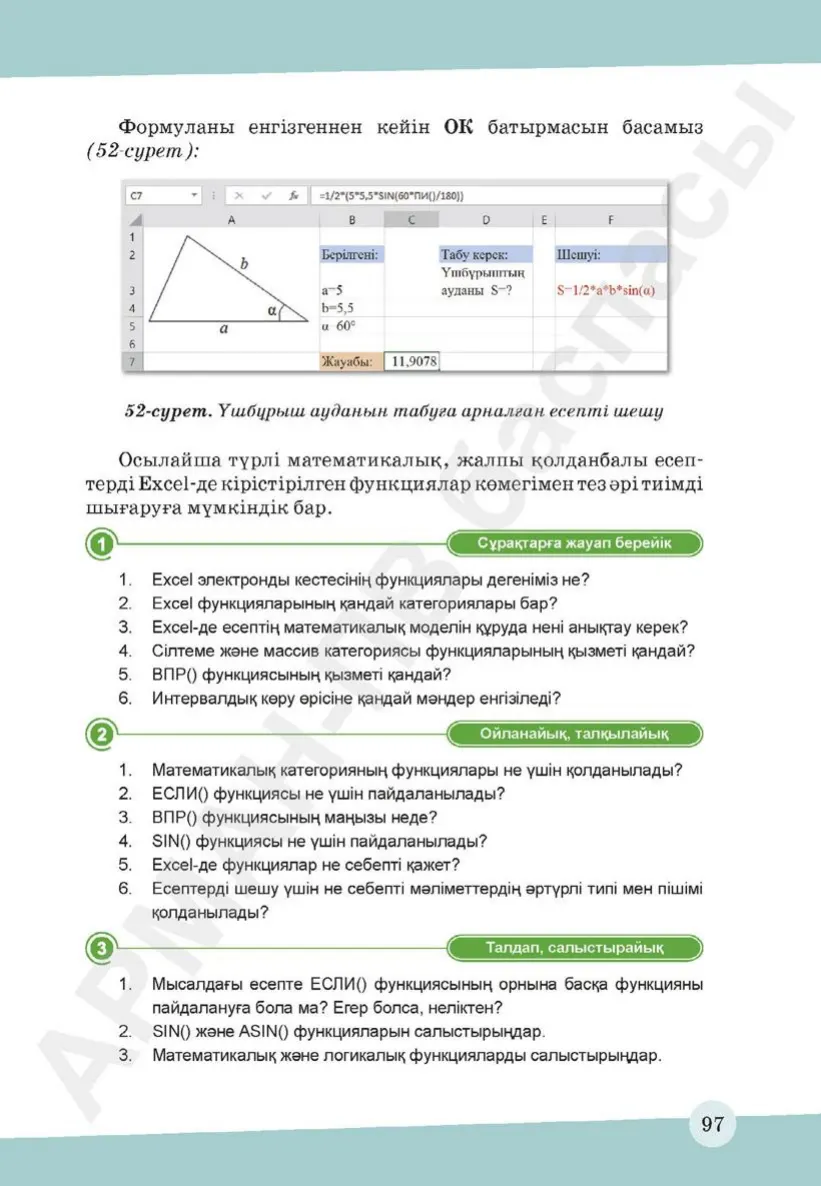 Формуланы енгізгеннен кейін ОК батырмасын басамыз
(52-сурет):
C7
=1/2*(5*5,5*SIN(60*ПИ()/180))
A B C D E F
1
2 Берілгені: Табу керек: Шешуі:
Үшбұрыштың
3 a=5 ауданы S=? S=1/2*a*b*sin(α)
4 b=5,5
5 α=60°
6
7 Жауабы: 11,9078
b
α
a
52-сурет. Үшбұрыш ауданын табуға арналған есепті шешу
Осылайша түрлі математикалық, жалпы қолданбалы есеп-
терді Excel-де кірістірілген функциялар көмегімен тез әрі тиімді
шығаруға мүмкіндік бар.
1 Сұрақтарға жауап берейік
1. Excel электронды кестесінің функциялары дегеніміз не?
2. Excel функцияларының қандай категориялары бар?
3. Excel-де есептің математикалық моделін құруда нені анықтау керек?
4. Сілтеме және массив категориясы функцияларының қызметі қандай?
5. ВПР() функциясының қызметі қандай?
6. Интервалдық көру өрісіне қандай мәндер енгізіледі?
2 Ойланайық, талқылайық
1. Математикалық категорияның функциялары не үшін қолданылады?
2. ЕСЛИ() функциясы не үшін пайдаланылады?
3. ВПР() функциясының маңызы неде?
4. SIN() функциясы не үшін пайдаланылады?
5. Excel-де функциялар не себепті қажет?
6. Есептерді шешу үшін не себепті мәліметтердің әртүрлі типі мен пішімі
қолданылады?
3 Талдап, салыстырайық
1. Мысалдағы есепте ЕСЛИ() функциясының орнына басқа функцияны
пайдалануға бола ма? Егер болса, неліктен?
2. SIN() және ASIN() функцияларын салыстырыңдар.
3. Математикалық және логикалық функцияларды салыстырыңдар.
97
АРМАН-ПВ баспасы